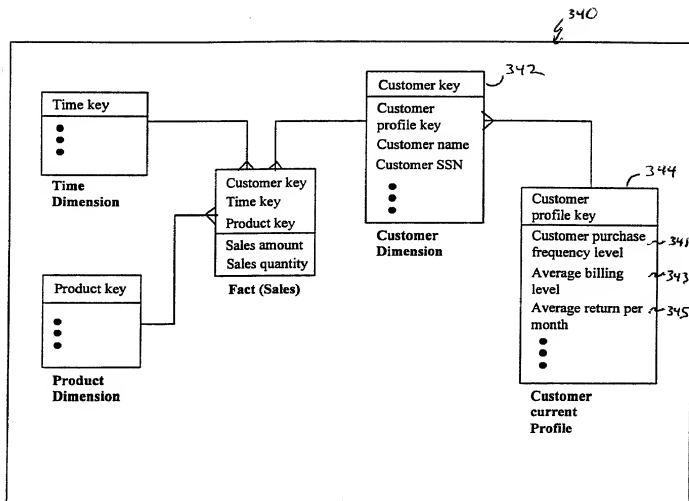 340
Time key
Time
Dimension
Product key
Product
Dimension
Customer key
Time key
Product key
Sales amount
Sales quantity
Fact (Sales)
342
Customer key
Customer
profile key
Customer name
Customer SSN
Customer
Dimension
344
Customer
profile key
Customer purchase
frequency level
341
Average billing
level
343
Average return per
month
345
Customer
current
Profile